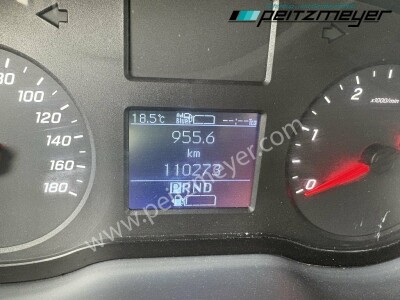 peitzmeyer
18.5°C
--:--
955.6
km
110273
PRND
80
100
120
140
160
180
0
1
2
x1000/min
www.peitzmeyer.com